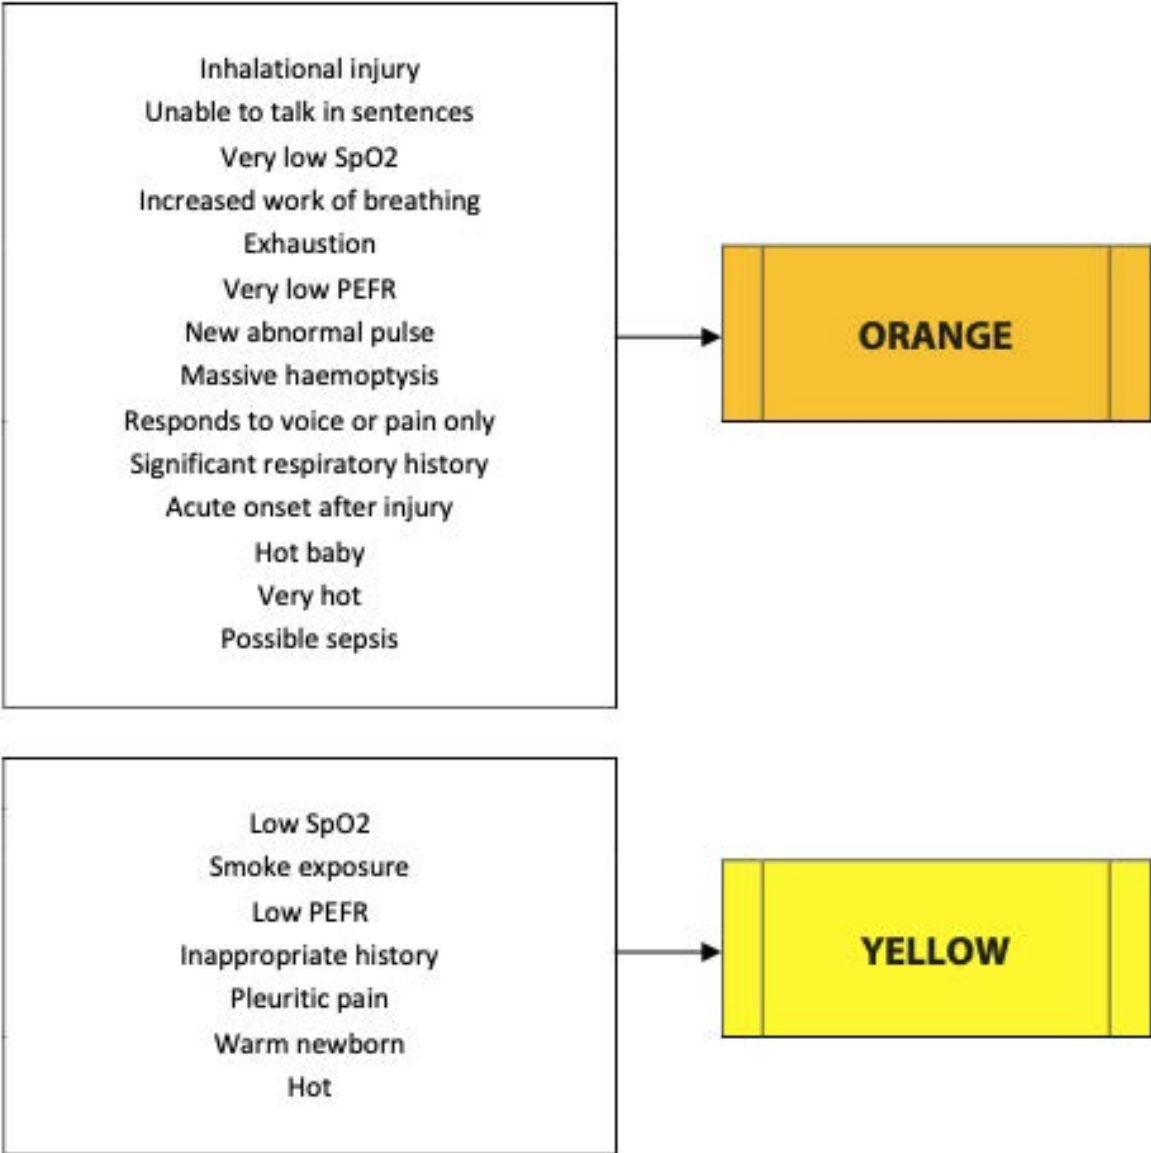 Inhalational injury
Unable to talk in sentences
Very low SpO2
Increased work of breathing
Exhaustion
Very low PEFR
New abnormal pulse
Massive haemoptysis
Responds to voice or pain only
Significant respiratory history
Acute onset after injury
Hot baby
Very hot
Possible sepsis
ORANGE
Low SpO2
Smoke exposure
Low PEFR
Inappropriate history
Pleuritic pain
Warm newborn
Hot
YELLOW